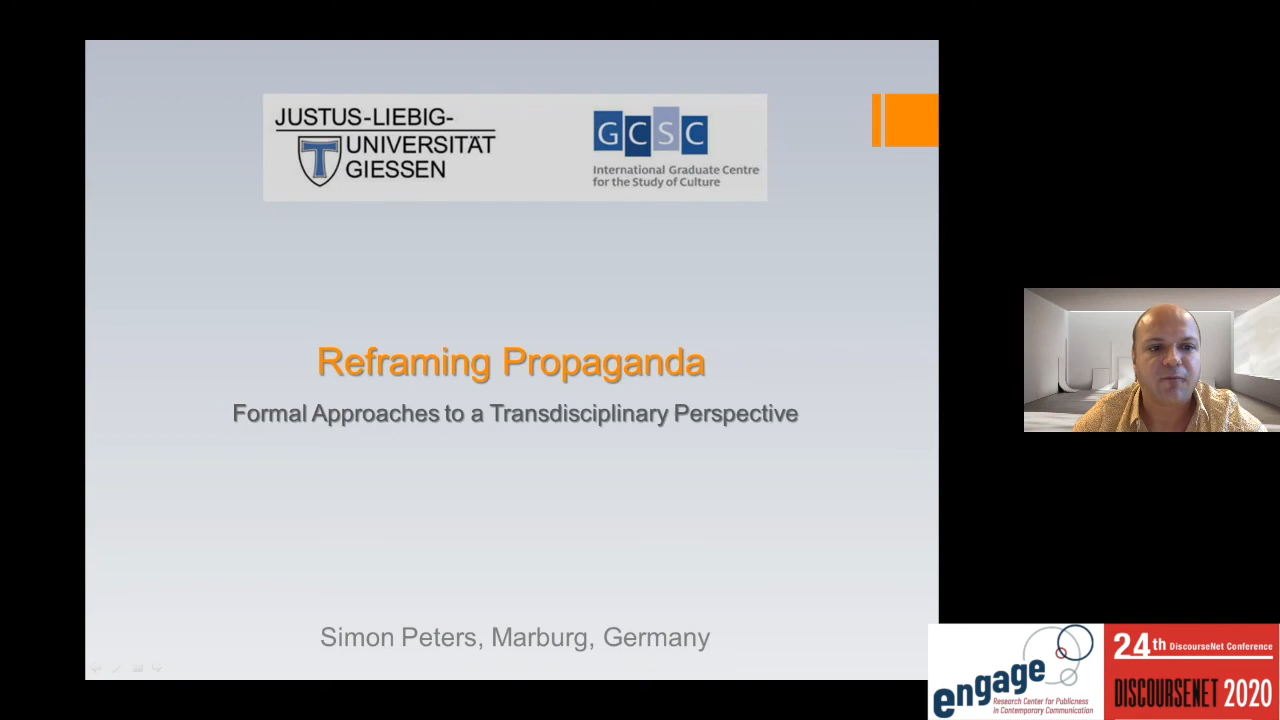 JUSTUS-LIEBIG-
UNIVERSITÄT
GIESSEN
GCSC
International Graduate Centre
for the Study of Culture
Reframing Propaganda
Formal Approaches to a Transdisciplinary Perspective
Simon Peters, Marburg, Germany
engage
Research Center for Publicness
in Contemporary Communication
24th DiscourseNet Conference
DISCOURSENET 2020